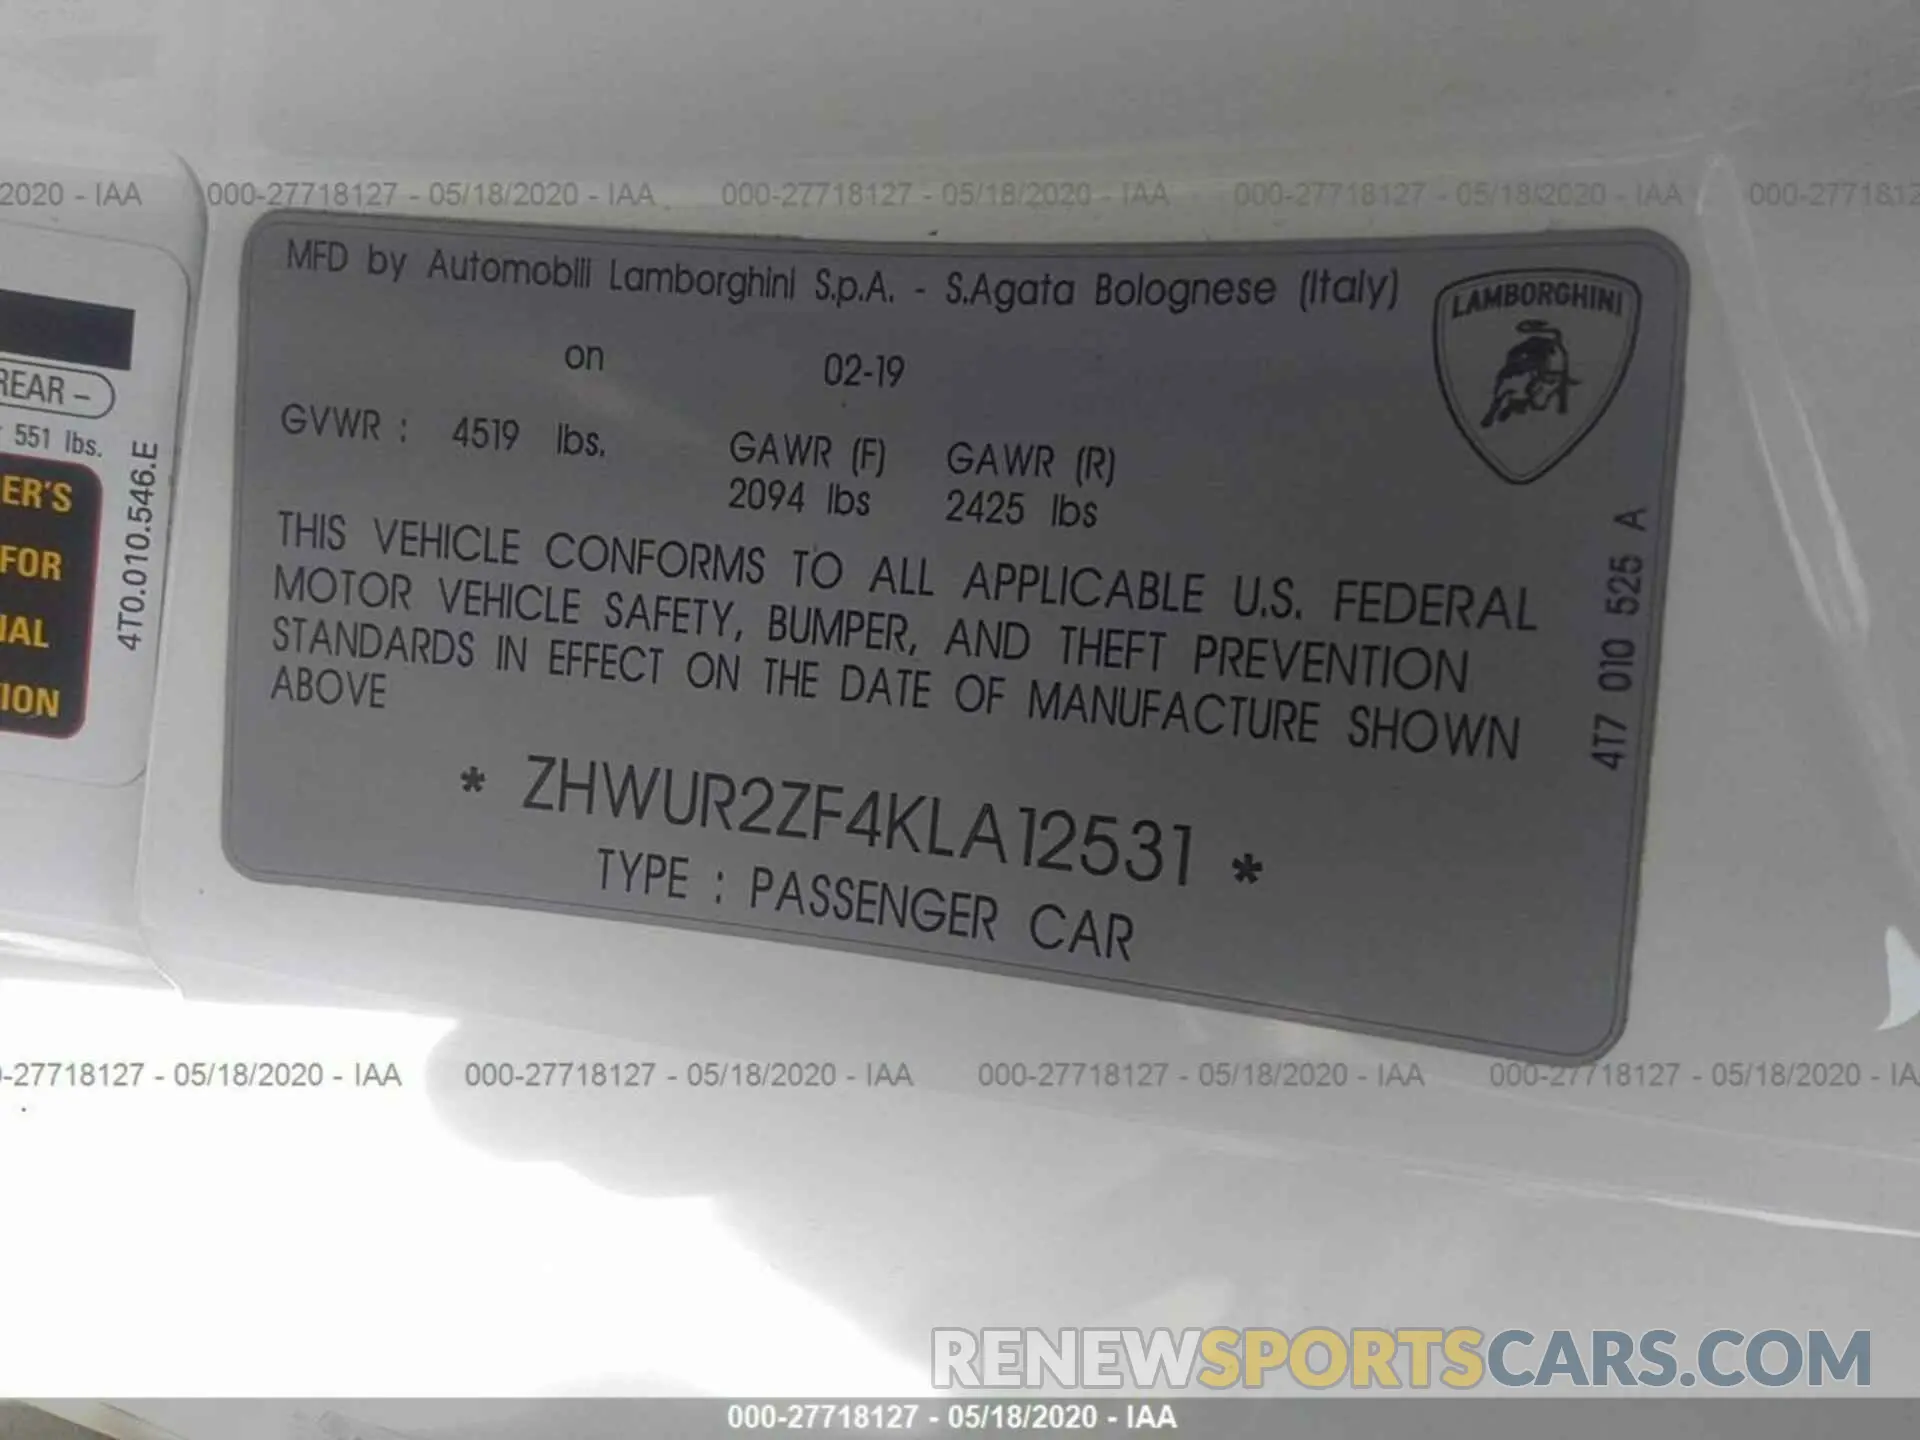 2020 - IAA 000-27718127 - 05/18/2020 - IAA 000-27718127 - 05/18/2020 - IAA 000-27718127 - 05/18/2020 - IAA 000-2771812
MFD by Automobili Lamborghini S.p.A. - S.Agata Bolognese (Italy)
LAMBORGHINI
on 02-19
GVWR : 4519 lbs. GAWR (F) GAWR (R)
2094 lbs 2425 lbs
THIS VEHICLE CONFORMS TO ALL APPLICABLE U.S. FEDERAL
MOTOR VEHICLE SAFETY, BUMPER, AND THEFT PREVENTION
STANDARDS IN EFFECT ON THE DATE OF MANUFACTURE SHOWN
ABOVE
* ZHWUR2ZF4KLA12531 *
TYPE : PASSENGER CAR
4T7 010 525 A
REAR -
551 lbs.
ER'S
FOR
IAL
ION
4T0.010.546.E
-27718127 - 05/18/2020 - IAA 000-27718127 - 05/18/2020 - IAA 000-27718127 - 05/18/2020 - IAA 000-27718127 - 05/18/2020 - IA
RENEWSPORTSCARS.COM
000-27718127 - 05/18/2020 - IAA